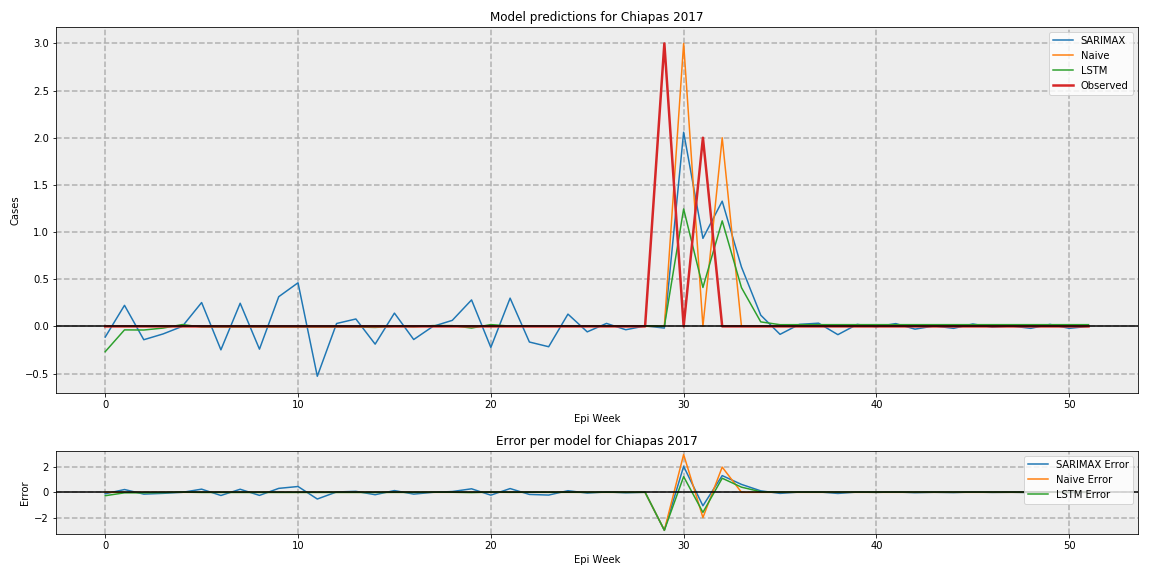 Model predictions for Chiapas 2017
SARIMAX
Naive
LSTM
Observed
3.0
2.5
2.0
1.5
1.0
0.5
0.0
−0.5
Cases
0 10 20 30 40 50
Epi Week
Error per model for Chiapas 2017
SARIMAX Error
Naive Error
LSTM Error
2
0
−2
Error
0 10 20 30 40 50
Epi Week